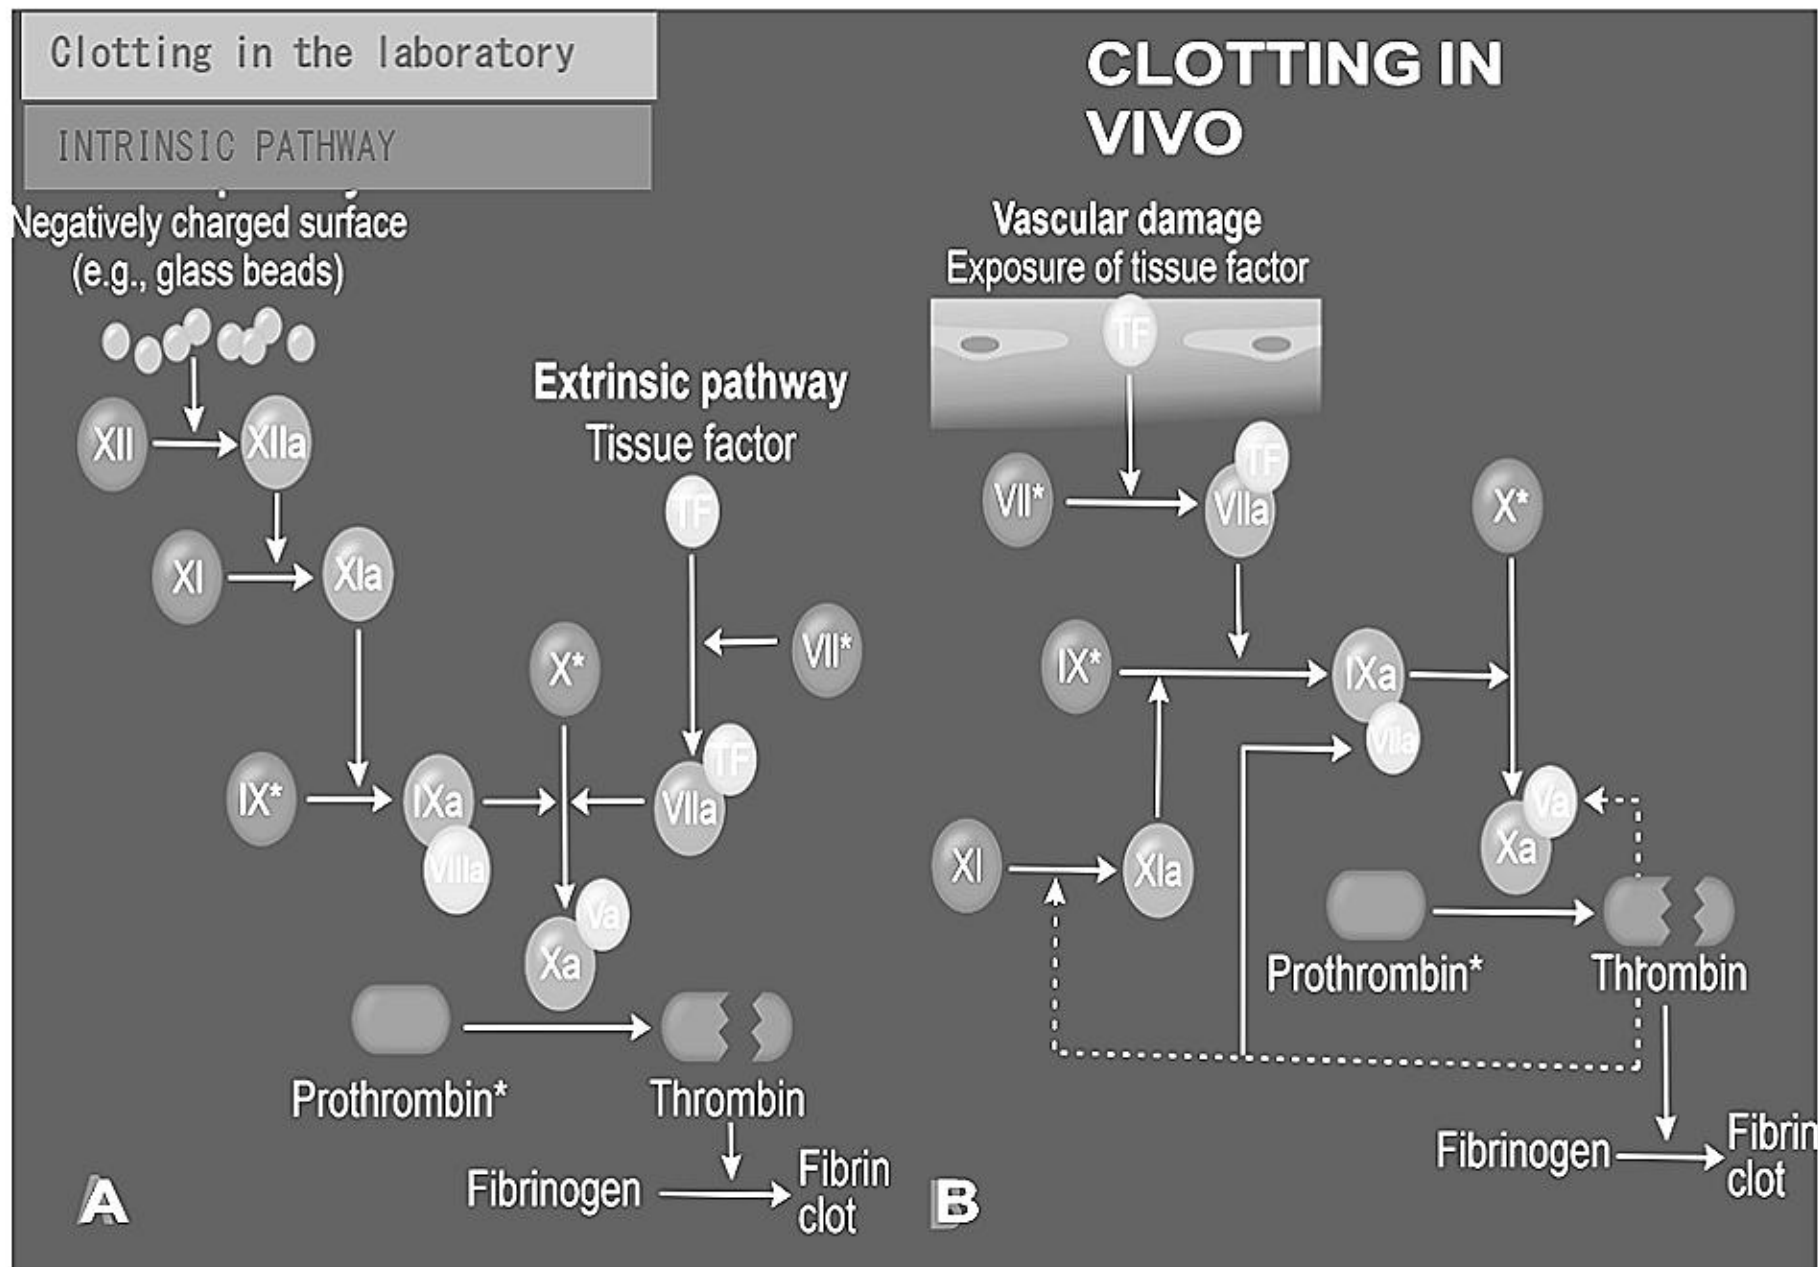 Clotting in the laboratory
INTRINSIC PATHWAY
Negatively charged surface
(e.g., glass beads)
XII
XIIa
XI
XIa
Extrinsic pathway
Tissue factor
TF
VII*
X*
TF
VIIa
IX*
IXa
VIIIa
Va
Xa
Prothrombin*
Thrombin
Fibrinogen
Fibrin
clot
A
CLOTTING IN
VIVO
Vascular damage
Exposure of tissue factor
TF
TF
VII*
VIIa
X*
IX*
IXa
Va
Xa
XI
XIa
Prothrombin*
Thrombin
Fibrinogen
Fibrin
clot
B